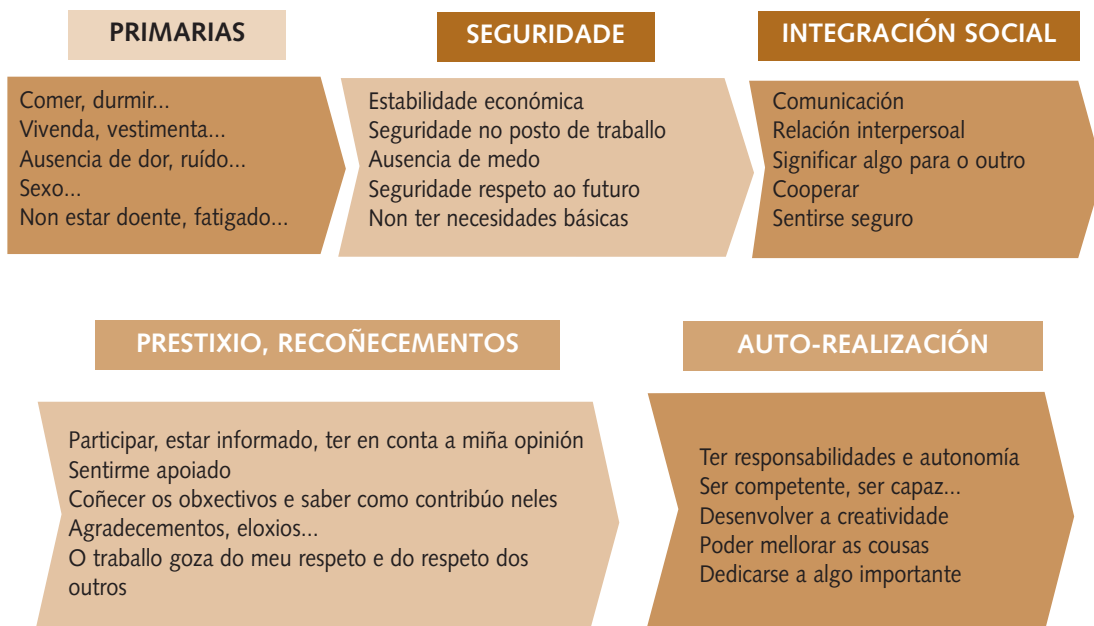 PRIMARIAS
Comer, durmir...
Vivenda, vestimenta...
Ausencia de dor, ruído...
Sexo...
Non estar doente, fatigado...
SEGURIDADE
Estabilidade económica
Seguridade no posto de traballo
Ausencia de medo
Seguridade respeto ao futuro
Non ter necesidades básicas
INTEGRACIÓN SOCIAL
Comunicación
Relación interpersoal
Significar algo para o outro
Cooperar
Sentirse seguro
PRESTIXIO, RECOÑECEMENTOS
Participar, estar informado, ter en conta a miña opinión
Sentirme apoiado
Coñecer os obxectivos e saber como contribúo neles
Agradecementos, eloxios...
O traballo goza do meu respeto e do respeto dos
outros
AUTO-REALIZACIÓN
Ter responsabilidades e autonomía
Ser competente, ser capaz...
Desenvolver a creatividade
Poder mellorar as cousas
Dedicarse a algo importante